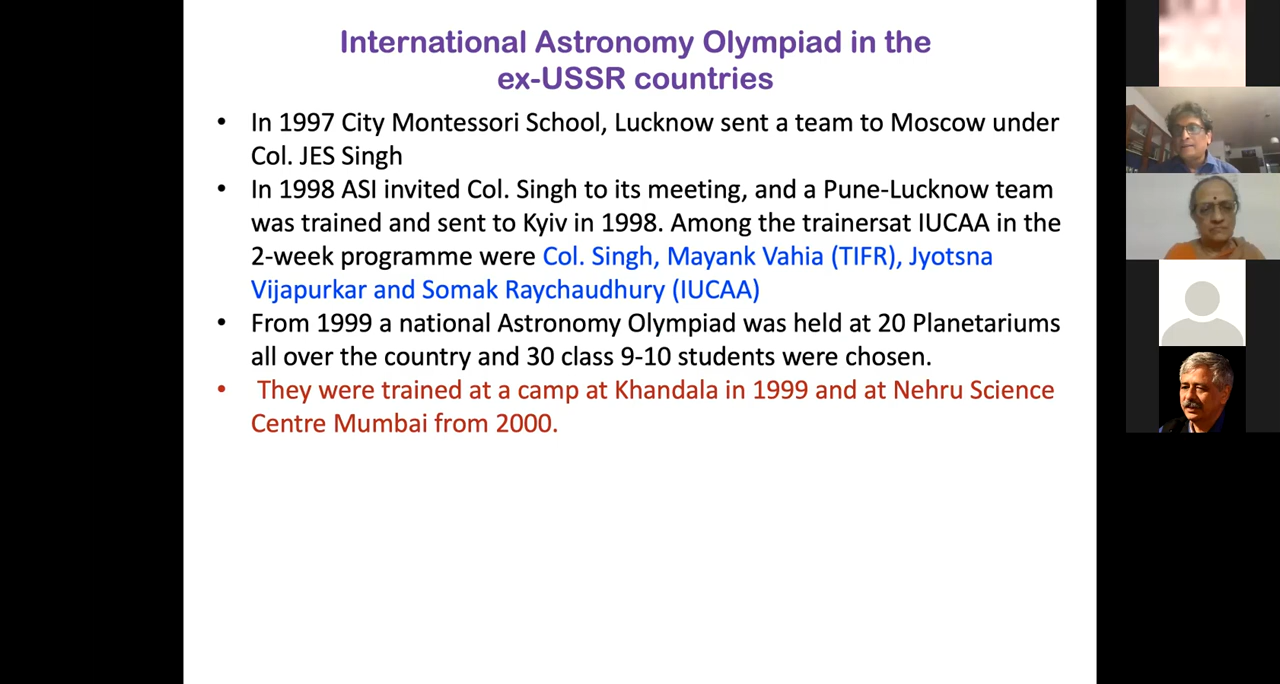 International Astronomy Olympiad in the
ex-USSR countries
• In 1997 City Montessori School, Lucknow sent a team to Moscow under
Col. JES Singh
• In 1998 ASI invited Col. Singh to its meeting, and a Pune-Lucknow team
was trained and sent to Kyiv in 1998. Among the trainersat IUCAA in the
2-week programme were Col. Singh, Mayank Vahia (TIFR), Jyotsna
Vijapurkar and Somak Raychaudhury (IUCAA)
• From 1999 a national Astronomy Olympiad was held at 20 Planetariums
all over the country and 30 class 9-10 students were chosen.
• They were trained at a camp at Khandala in 1999 and at Nehru Science
Centre Mumbai from 2000.